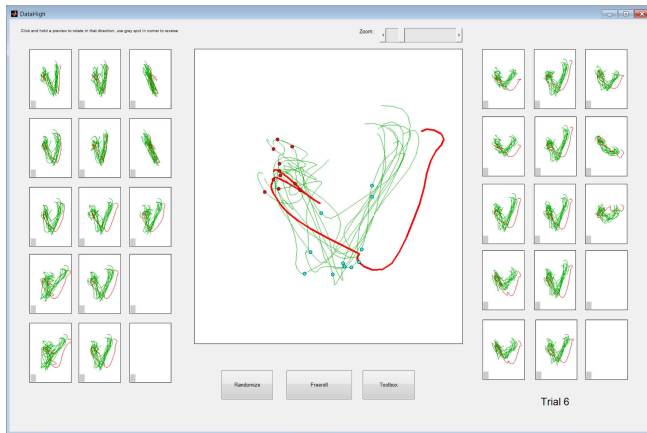 DataHigh
Click and hold a preview to rotate in that direction, use gray spot in corner to reverse
Zoom:
Randomize
Freeroll
Toolbox
Trial 6